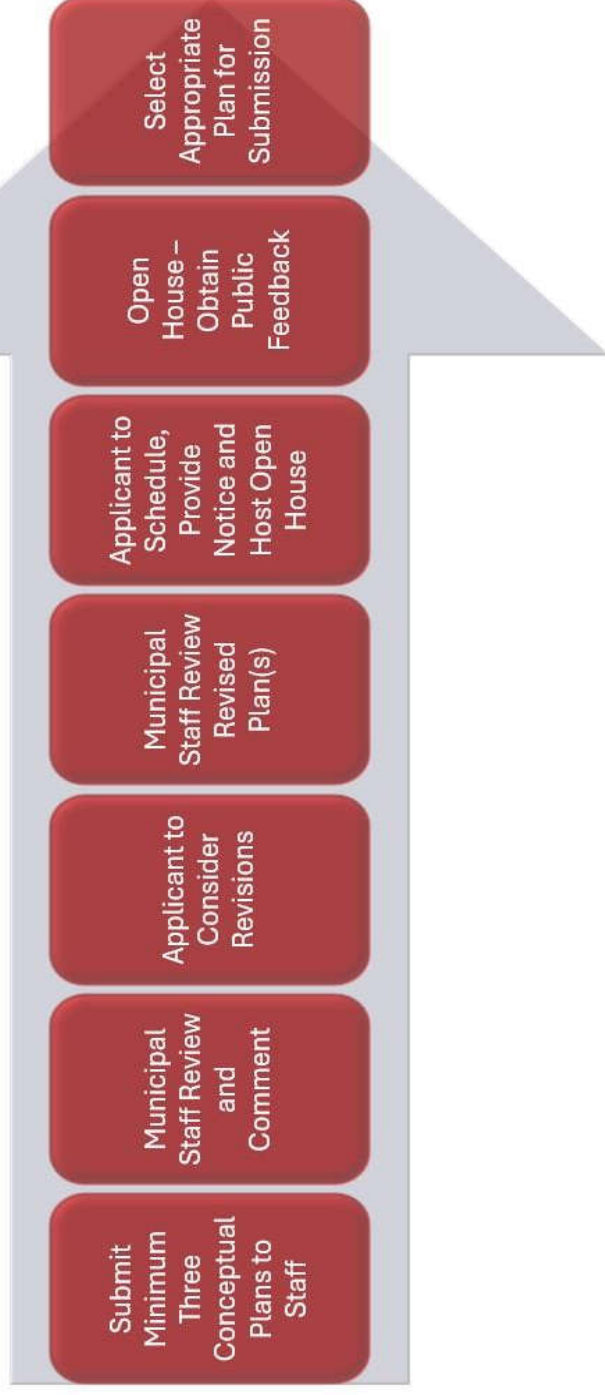 Submit
Minimum
Three
Conceptual
Plans to
Staff
Municipal
Staff Review
and
Comment
Applicant to
Consider
Revisions
Municipal
Staff Review
Revised
Plan(s)
Applicant to
Schedule,
Provide
Notice and
Host Open
House
Open
House –
Obtain
Public
Feedback
Select
Appropriate
Plan for
Submission